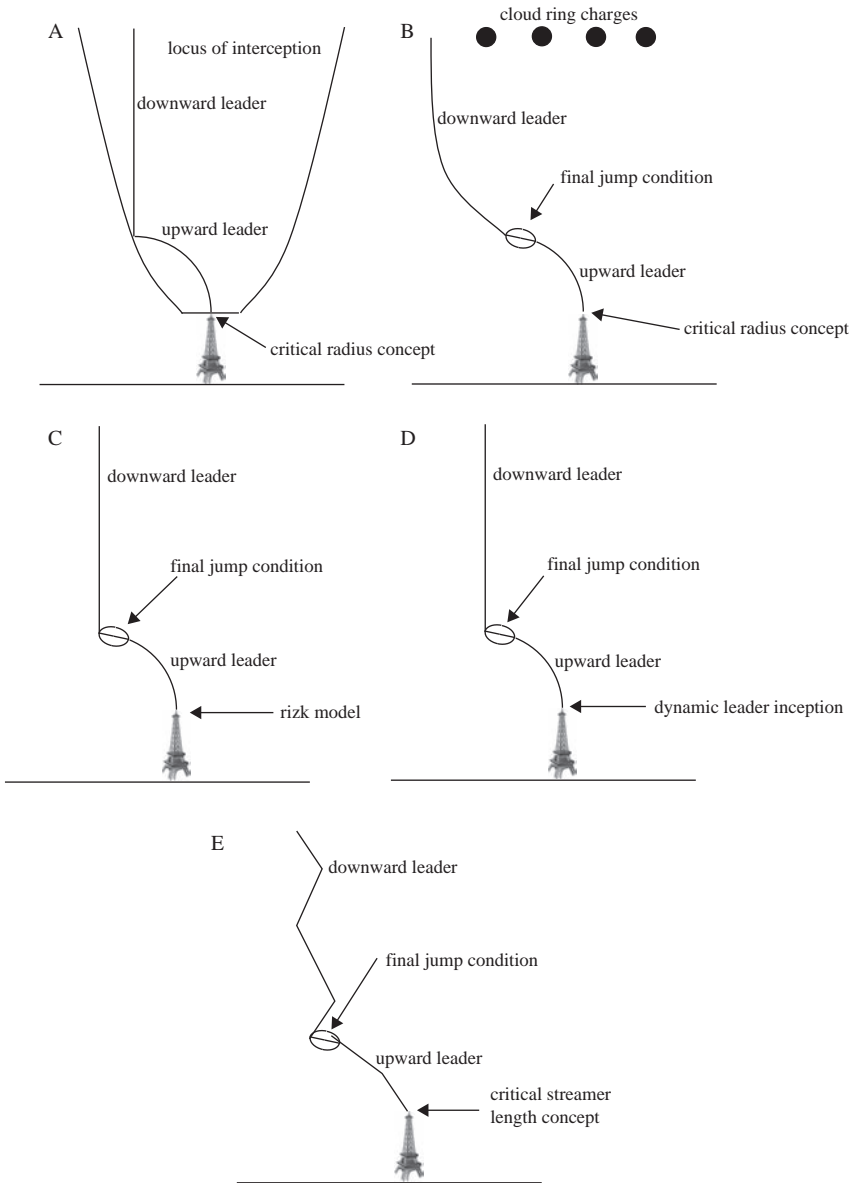 A
locus of interception
downward leader
upward leader
critical radius concept
B
cloud ring charges
downward leader
final jump condition
upward leader
critical radius concept
C
downward leader
final jump condition
upward leader
rizk model
D
downward leader
final jump condition
upward leader
dynamic leader inception
E
downward leader
final jump condition
upward leader
critical streamer
length concept